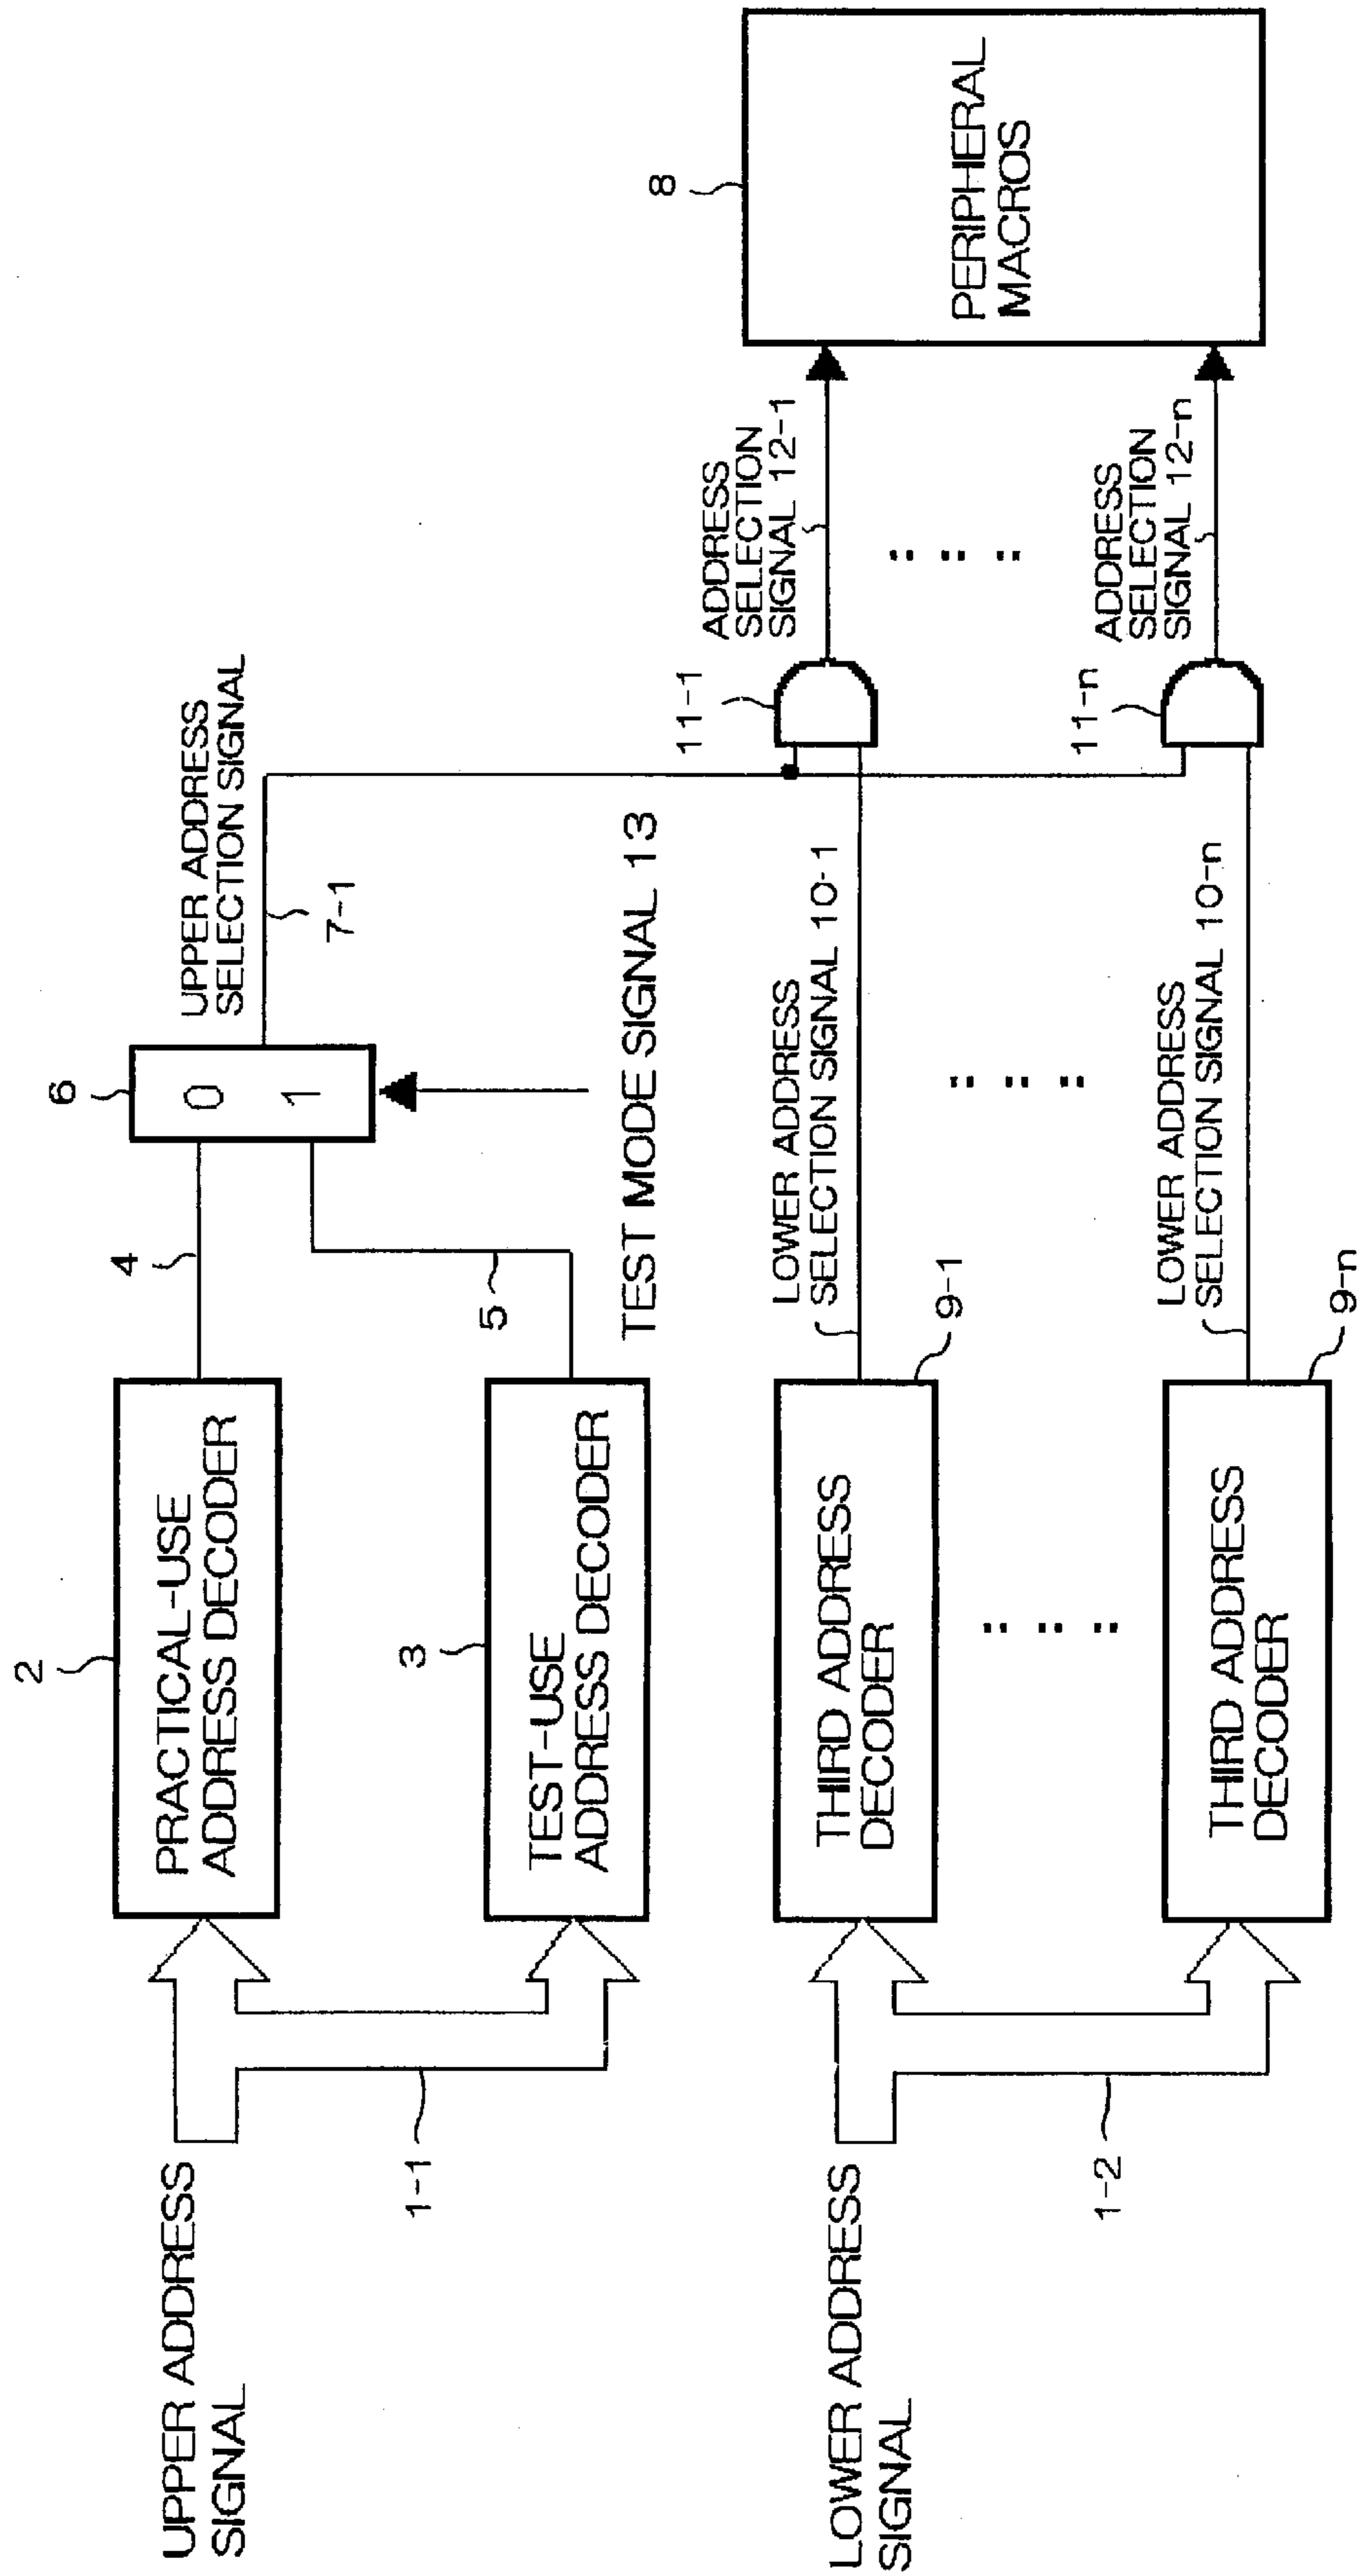 UPPER ADDRESS
SIGNAL
1-1
2
PRACTICAL-USE
ADDRESS DECODER
3
TEST-USE
ADDRESS DECODER
4
5
6
0
1
TEST MODE SIGNAL 13
UPPER ADDRESS
SELECTION SIGNAL
7-1
LOWER ADDRESS
SIGNAL
1-2
THIRD ADDRESS
DECODER
9-1
THIRD ADDRESS
DECODER
9-n
LOWER ADDRESS
SELECTION SIGNAL 10-1
LOWER ADDRESS
SELECTION SIGNAL 10-n
11-1
11-n
ADDRESS
SELECTION
SIGNAL 12-1
ADDRESS
SELECTION
SIGNAL 12-n
8
PERIPHERAL
MACROS